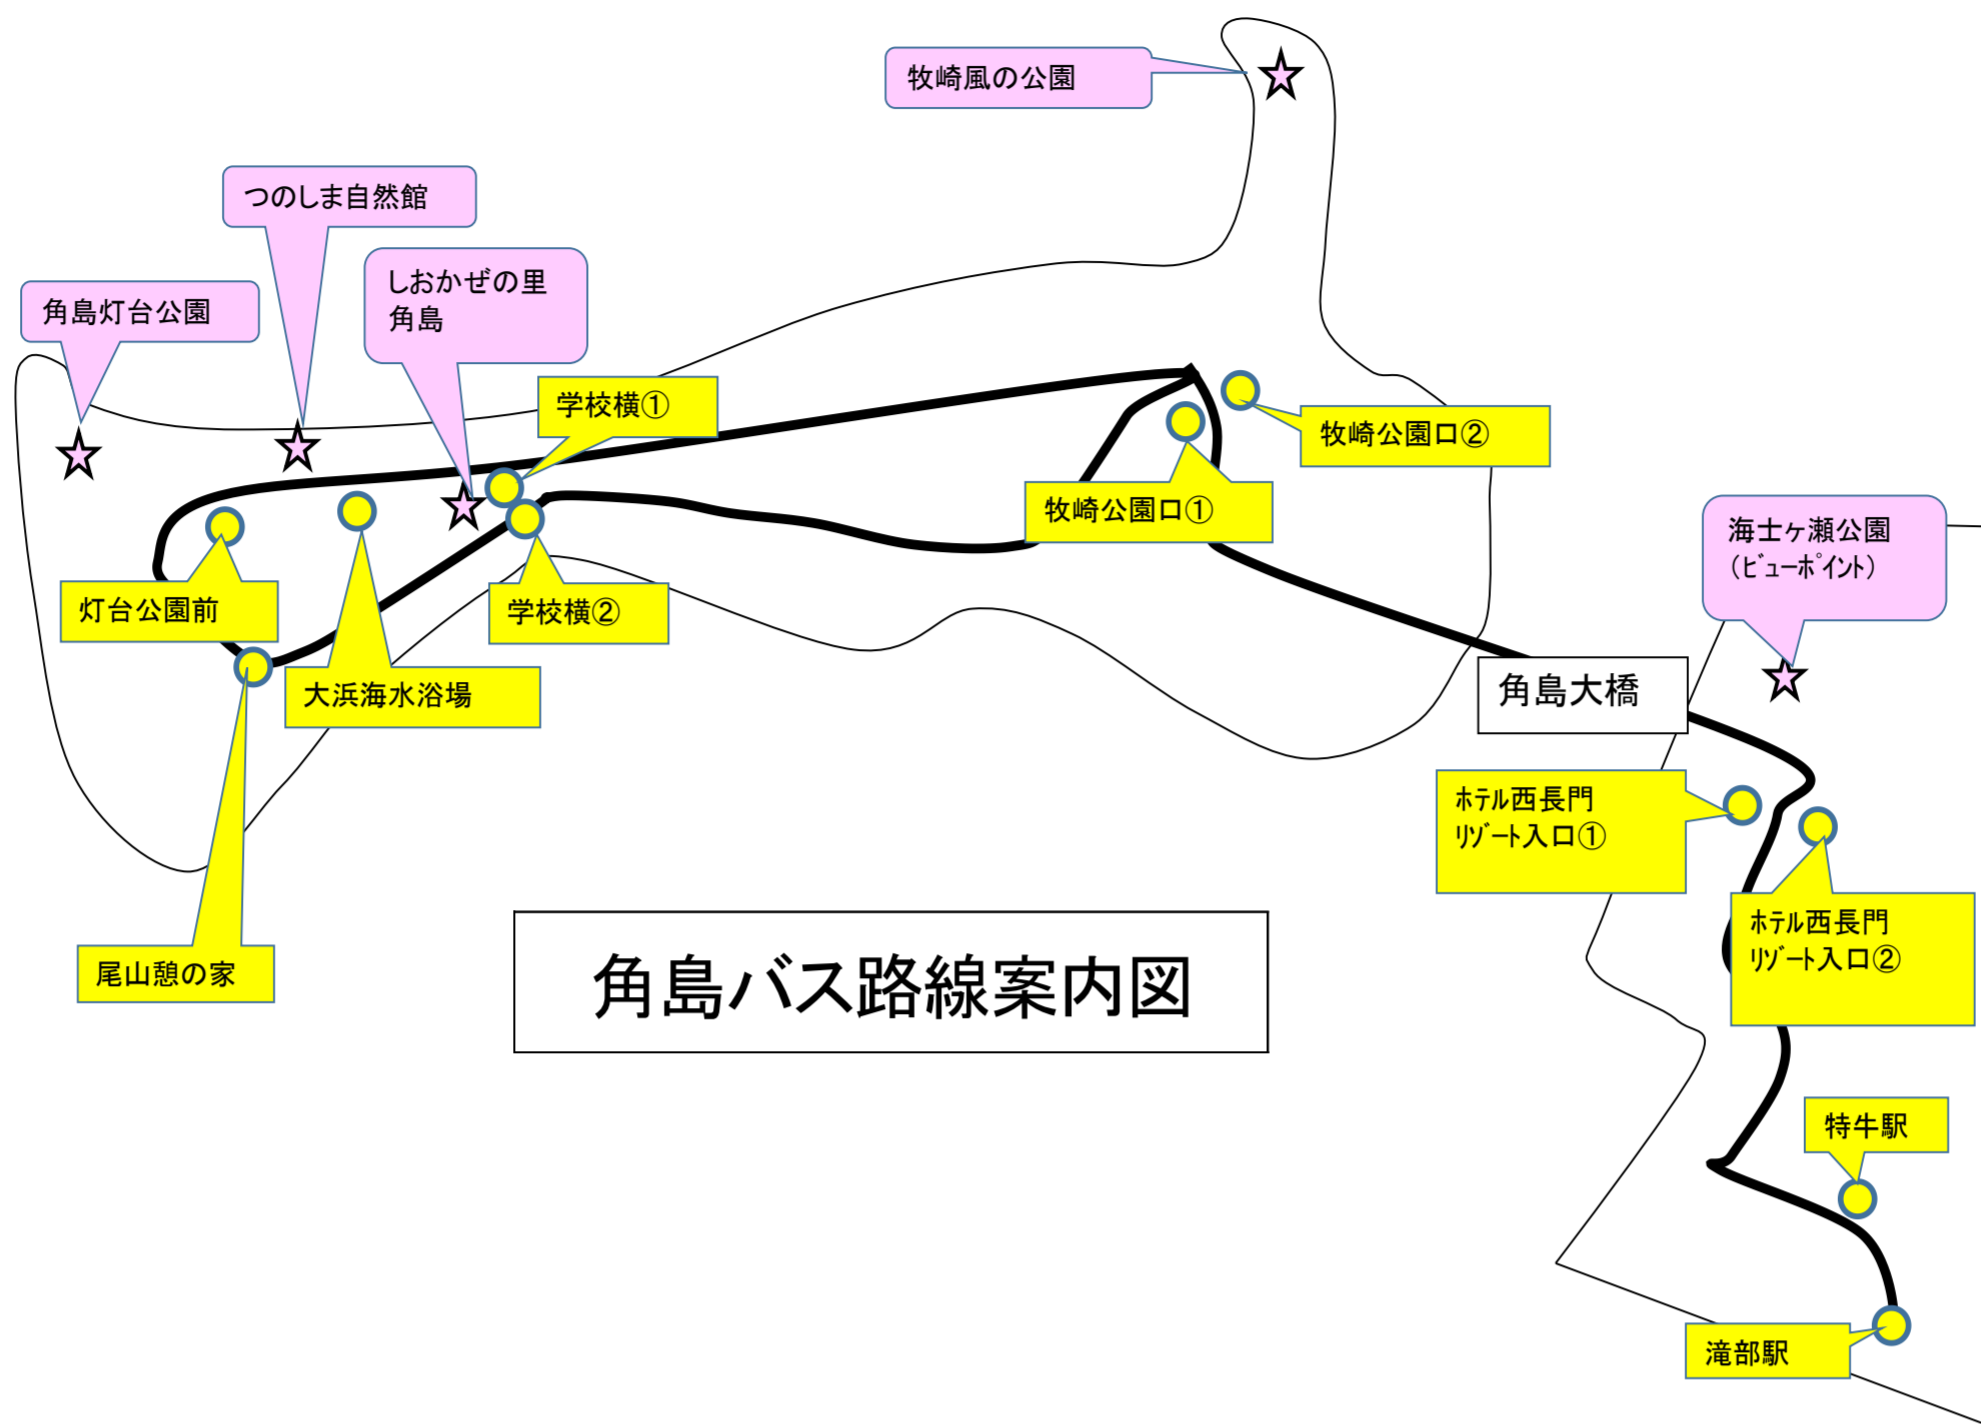 牧崎風の公園
つのしま自然館
しおかぜの里
角島
角島灯台公園
学校横①
牧崎公園口②
牧崎公園口①
海士ヶ瀬公園
（ﾋﾞｭｰﾎﾟｲﾝﾄ）
灯台公園前
学校横②
大浜海水浴場
角島大橋
ﾎﾃﾙ西長門
ﾘｿﾞｰﾄ入口①
ﾎﾃﾙ西長門
ﾘｿﾞｰﾄ入口②
尾山憩の家
角島バス路線案内図
特牛駅
滝部駅